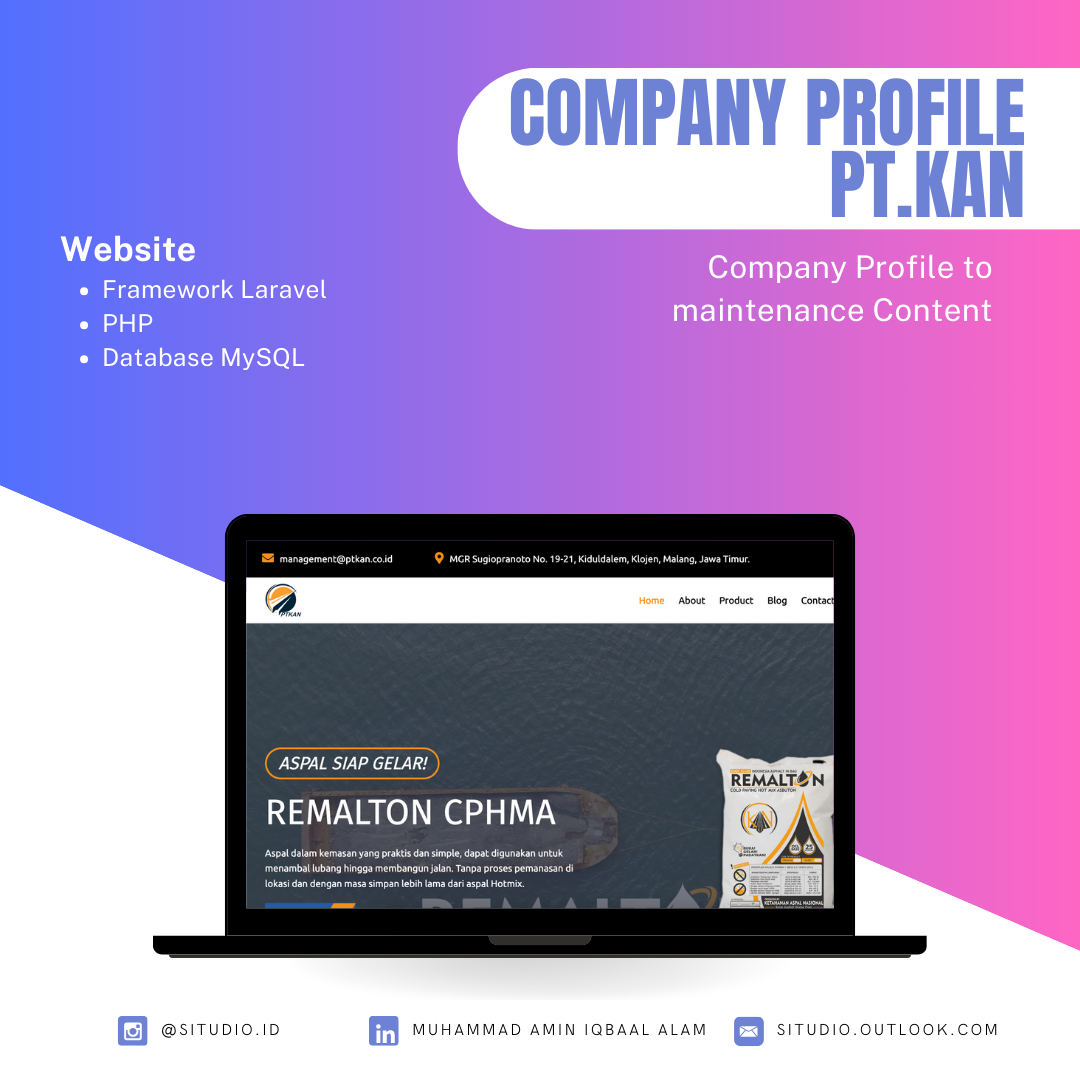 COMPANY PROFILE
PT.KAN
Website
Framework Laravel
PHP
Database MySQL
Company Profile to
maintenance Content
management@ptkan.co.id
MGR Sugiopranoto No. 19-21, Kiduldalem, Klojen, Malang, Jawa Timur.
PTKAN
Home About Product Blog Contact
ASPAL SIAP GELAR!
REMALTON CPHMA
Aspal dalam kemasan yang praktis dan simple, dapat digunakan untuk
menambal lubang hingga membangun jalan. Tanpa proses pemanasan di
lokasi dan dengan masa simpan lebih lama dari aspal Hotmix.
REMALTON
COLD PAVING HOT MIX ASBUTON
KETAHANAN ASPAL NASIONAL
@SITUDIO.ID
MUHAMMAD AMIN IQBAAL ALAM
SITUDIO.OUTLOOK.COM